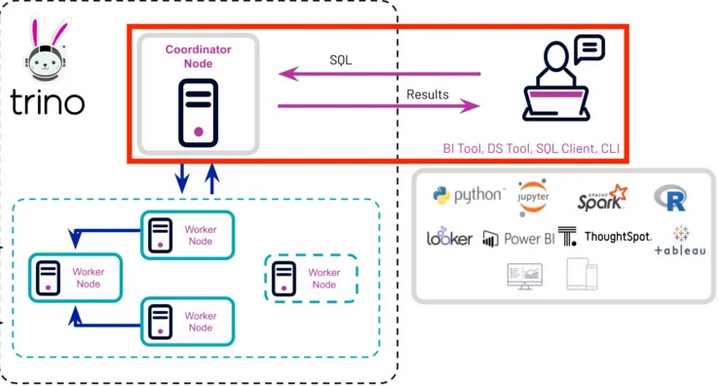 trino
Coordinator
Node
SQL
Results
BI Tool, DS Tool, SQL Client, CLI
Worker
Node
Worker
Node
Worker
Node
Worker
Node
python™
jupyter
APACHE
Spark
R
looker
Power BI
T.
ThoughtSpot.
+ableau